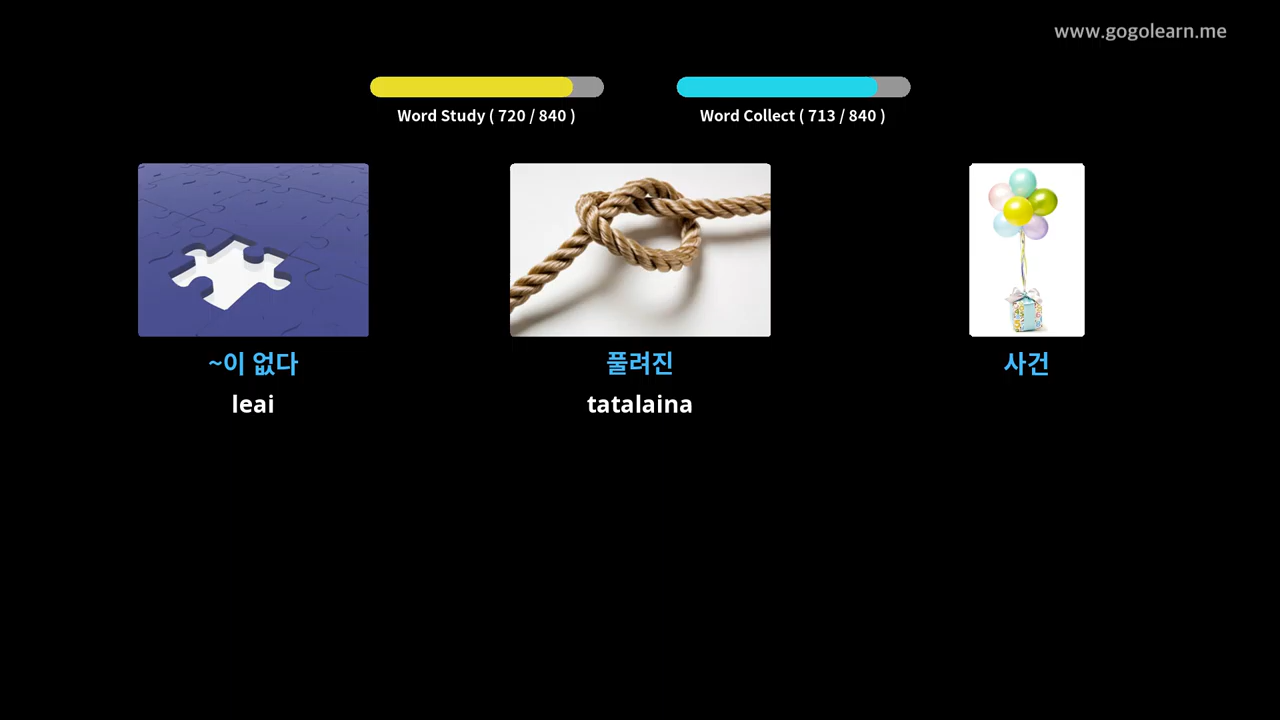 www.gogolearn.me
Word Study ( 720 / 840 )
Word Collect ( 713 / 840 )
~이 없다
풀려진
사건
leai
tatalaina